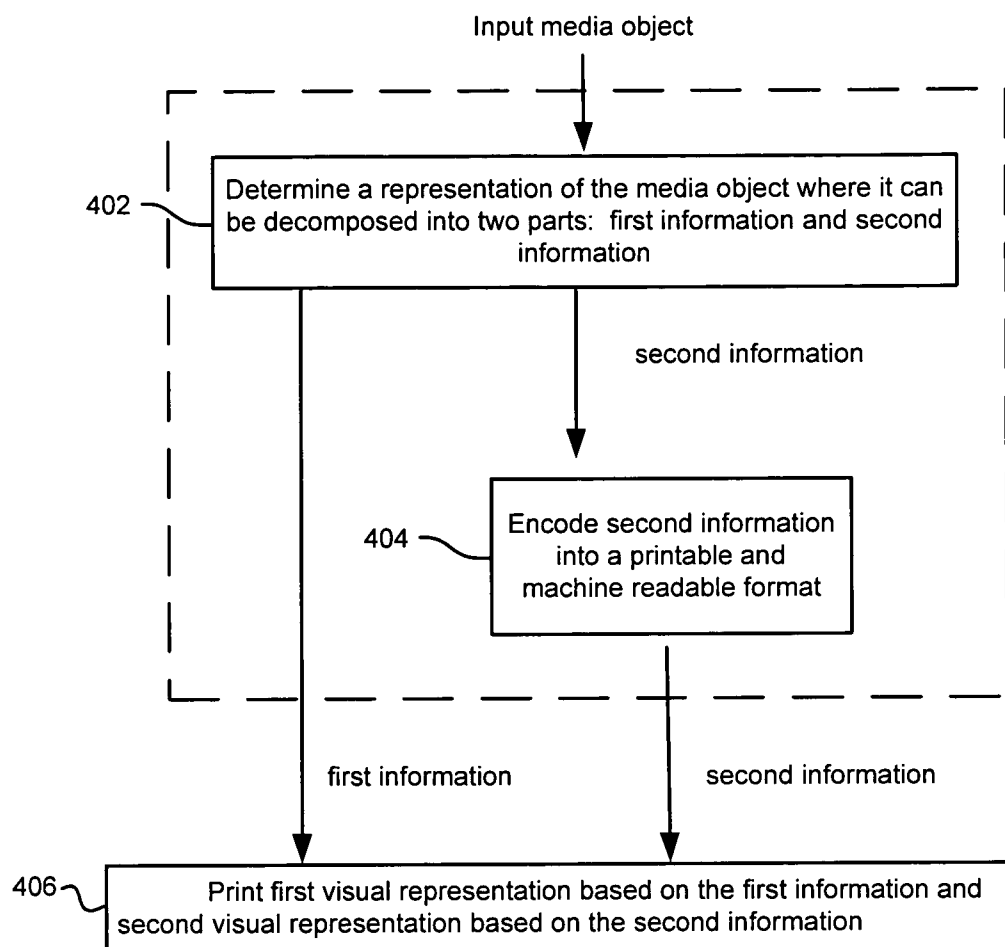 Input media object
402
Determine a representation of the media object where it can
be decomposed into two parts:  first information and second
information
second information
404
Encode second information
into a printable and
machine readable format
first information
second information
406
Print first visual representation based on the first information and
second visual representation based on the second information